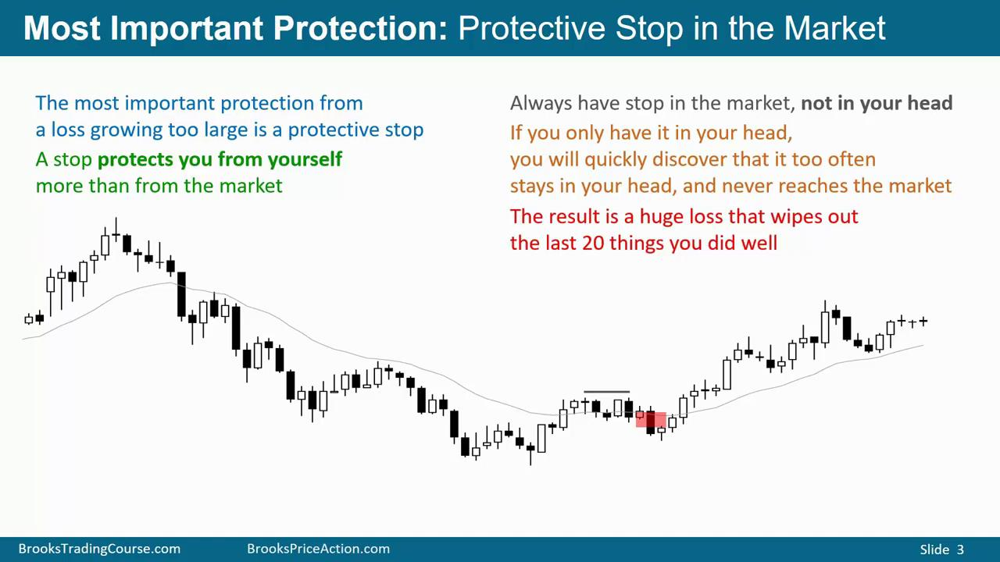 Most Important Protection: Protective Stop in the Market
The most important protection from
a loss growing too large is a protective stop
A stop protects you from yourself
more than from the market
Always have stop in the market, not in your head
If you only have it in your head,
you will quickly discover that it too often
stays in your head, and never reaches the market
The result is a huge loss that wipes out
the last 20 things you did well
BrooksTradingCourse.com
BrooksPriceAction.com
Slide 3